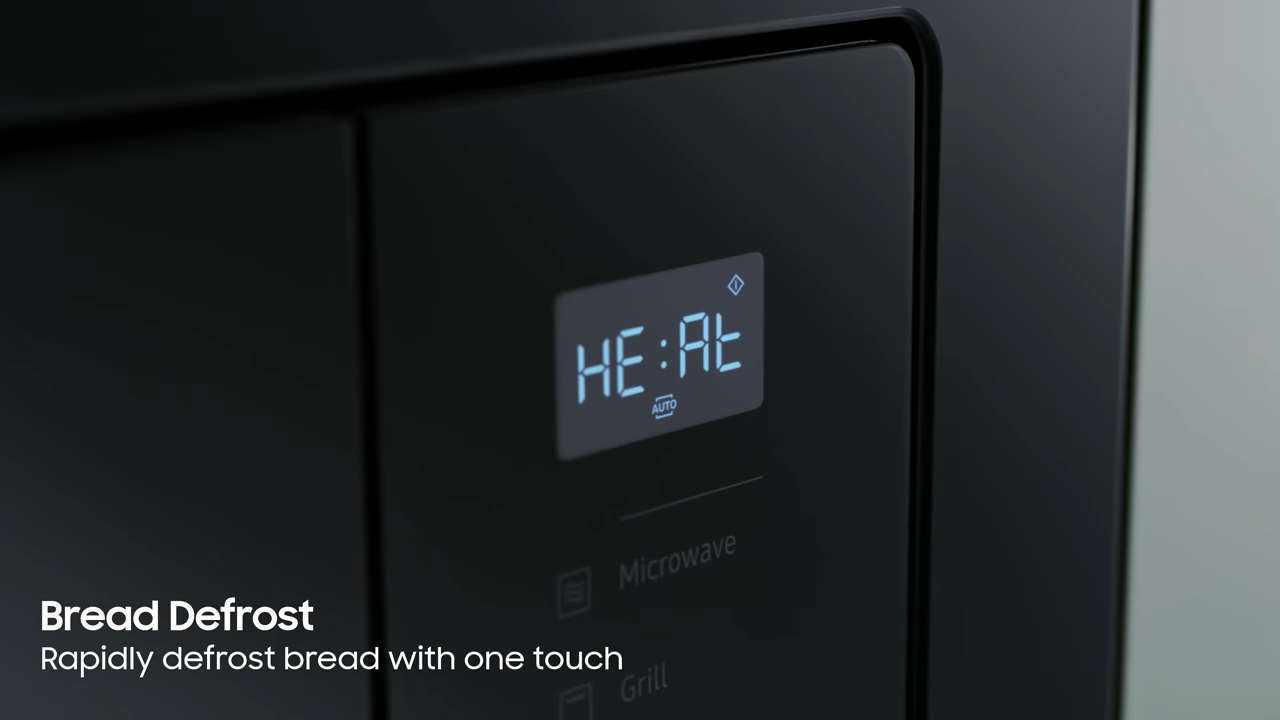 HE:At
AUTO
Microwave
Grill
Bread Defrost
Rapidly defrost bread with one touch